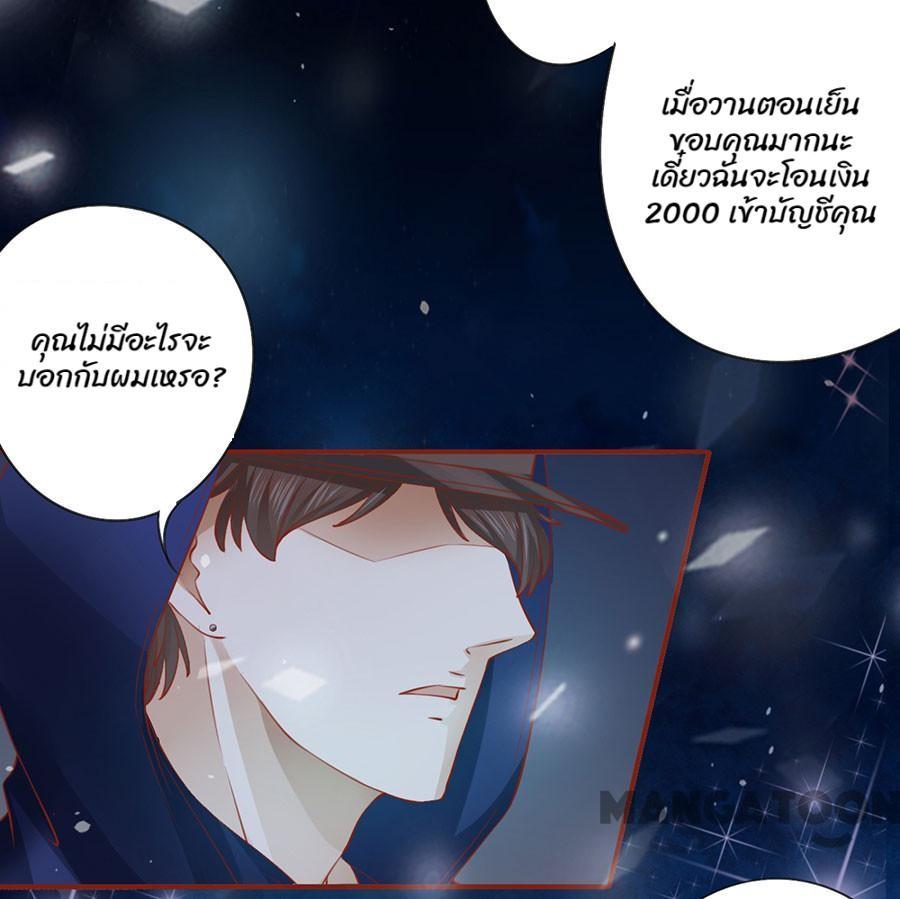 เมื่อวานตอนเย็น
ขอบคุณมากนะ
เดี๋ยวฉันจะโอนเงิน
2000 เข้าบัญชีคุณ
คุณไม่มีอะไรจะ
บอกกับผมเหรอ?
MANGATOON